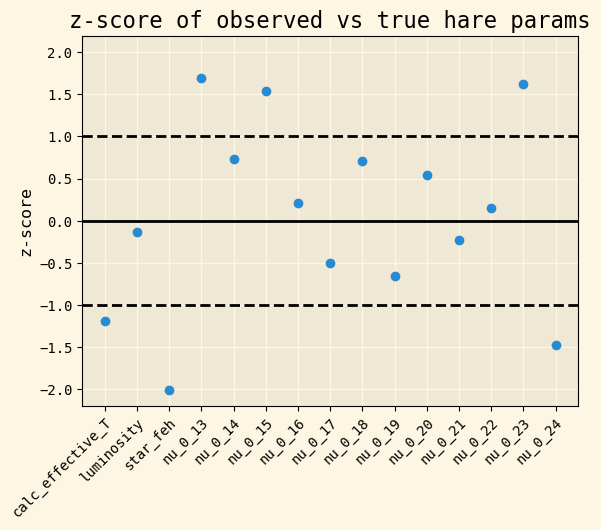 z-score of observed vs true hare params
2.0
1.5
1.0
0.5
0.0
−0.5
−1.0
−1.5
−2.0
z-score
calc_effective_T
luminosity
star_feh
nu_0_13
nu_0_14
nu_0_15
nu_0_16
nu_0_17
nu_0_18
nu_0_19
nu_0_20
nu_0_21
nu_0_22
nu_0_23
nu_0_24